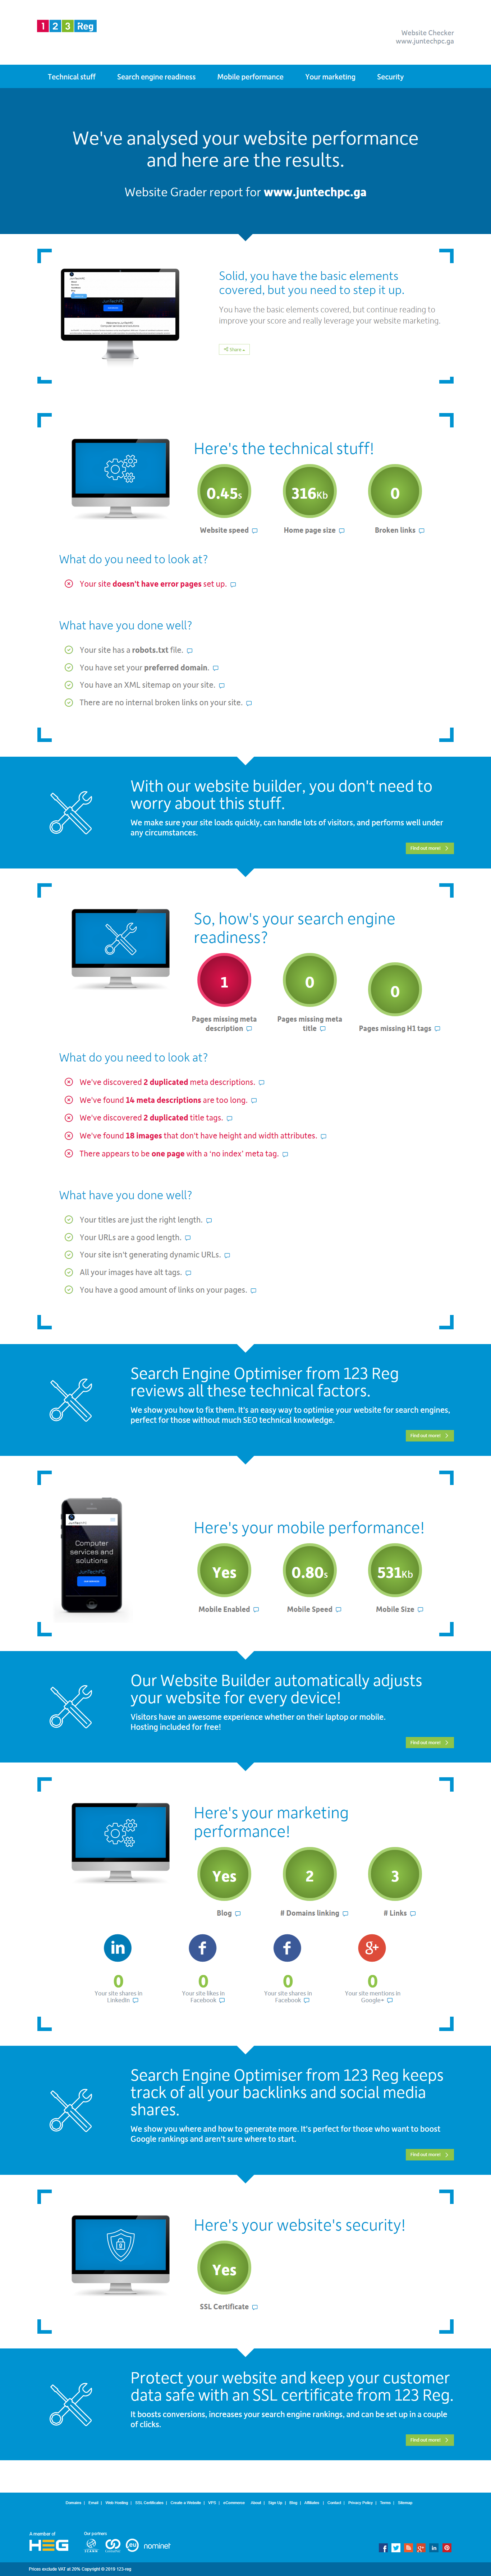 1 2 3 Reg
Website Checker
www.juntechpc.ga
Technical stuff Search engine readiness Mobile performance Your marketing Security
We've analysed your website performance
and here are the results.
Website Grader report for www.juntechpc.ga
Solid, you have the basic elements
covered, but you need to step it up.
You have the basic elements covered, but continue reading to
improve your score and really leverage your website marketing.
Share
Here's the technical stuff!
0.45s 316Kb 0
Website speed Home page size Broken links
What do you need to look at?
Your site doesn't have error pages set up.
What have you done well?
Your site has a robots.txt file.
You have set your preferred domain.
You have an XML sitemap on your site.
There are no internal broken links on your site.
With our website builder, you don't need to
worry about this stuff.
We make sure your site loads quickly, can handle lots of visitors, and performs well under
any circumstances.
Find out more!
So, how's your search engine
readiness?
1 0 0
Pages missing meta
description
Pages missing meta
title
Pages missing H1 tags
What do you need to look at?
We've discovered 2 duplicated meta descriptions.
We've found 14 meta descriptions are too long.
We've discovered 2 duplicated title tags.
We've found 18 images that don't have height and width attributes.
There appears to be one page with a 'no index' meta tag.
What have you done well?
Your titles are just the right length.
Your URLs are a good length.
Your site isn't generating dynamic URLs.
All your images have alt tags.
You have a good amount of links on your pages.
Search Engine Optimiser from 123 Reg
reviews all these technical factors.
We show you how to fix them. It's an easy way to optimise your website for search engines,
perfect for those without much SEO technical knowledge.
Find out more!
Computer
services and
solutions
JunTechPC
Here's your mobile performance!
Yes 0.80s 531Kb
Mobile Enabled Mobile Speed Mobile Size
Our Website Builder automatically adjusts
your website for every device!
Visitors have an awesome experience whether on their laptop or mobile.
Hosting included for free!
Find out more!
Here's your marketing
performance!
Yes 2 3
Blog # Domains linking # Links
in f f g+
0 0 0 0
Your site shares in
LinkedIn
Your site likes in
Facebook
Your site shares in
Facebook
Your site mentions in
Google+
Search Engine Optimiser from 123 Reg keeps
track of all your backlinks and social media
shares.
We show you where and how to generate more. It's perfect for those who want to boost
Google rankings and aren't sure where to start.
Find out more!
Here's your website's security!
Yes
SSL Certificate
Protect your website and keep your customer
data safe with an SSL certificate from 123 Reg.
It boosts conversions, increases your search engine rankings, and can be set up in a couple
of clicks.
Find out more!
Domains | Email | Web Hosting | SSL Certificates | Create a Website | VPS | eCommerce About | Sign Up | Blog | Affiliates | Contact | Privacy Policy | Terms | Sitemap
A member of
HEG
Our partners
ICANN .eu nominet
Prices exclude VAT at 20% Copyright © 2019 123-reg